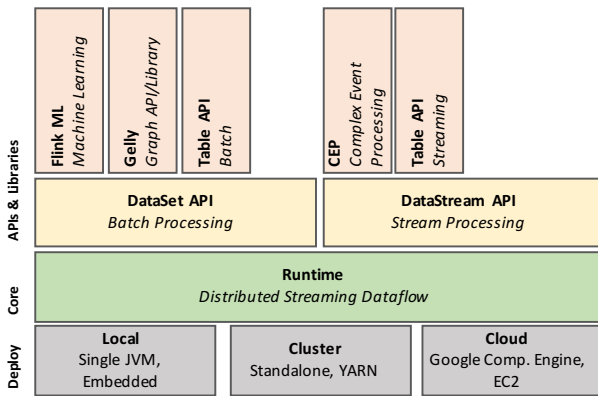 Flink ML
Machine Learning
Gelly
Graph API/Library
Table API
Batch
CEP
Complex Event
Processing
Table API
Streaming
APIs & Libraries
DataSet API
Batch Processing
DataStream API
Stream Processing
Core
Runtime
Distributed Streaming Dataflow
Deploy
Local
Single JVM,
Embedded
Cluster
Standalone, YARN
Cloud
Google Comp. Engine,
EC2